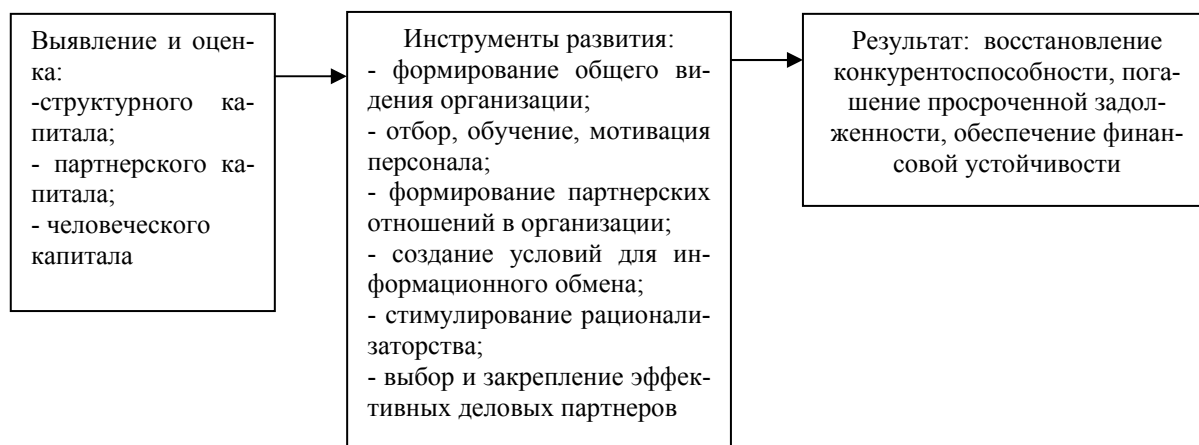 Выявление и оцен-
ка:
-структурного ка-
питала;
- партнерского ка-
питала;
- человеческого
капитала
Инструменты развития:
- формирование общего ви-
дения организации;
- отбор, обучение, мотивация
персонала;
- формирование партнерских
отношений в организации;
- создание условий для ин-
формационного обмена;
- стимулирование рационали-
заторства;
- выбор и закрепление эффек-
тивных деловых партнеров
Результат: восстановление
конкурентоспособности, пога-
шение просроченной задол-
женности, обеспечение финан-
совой устойчивости